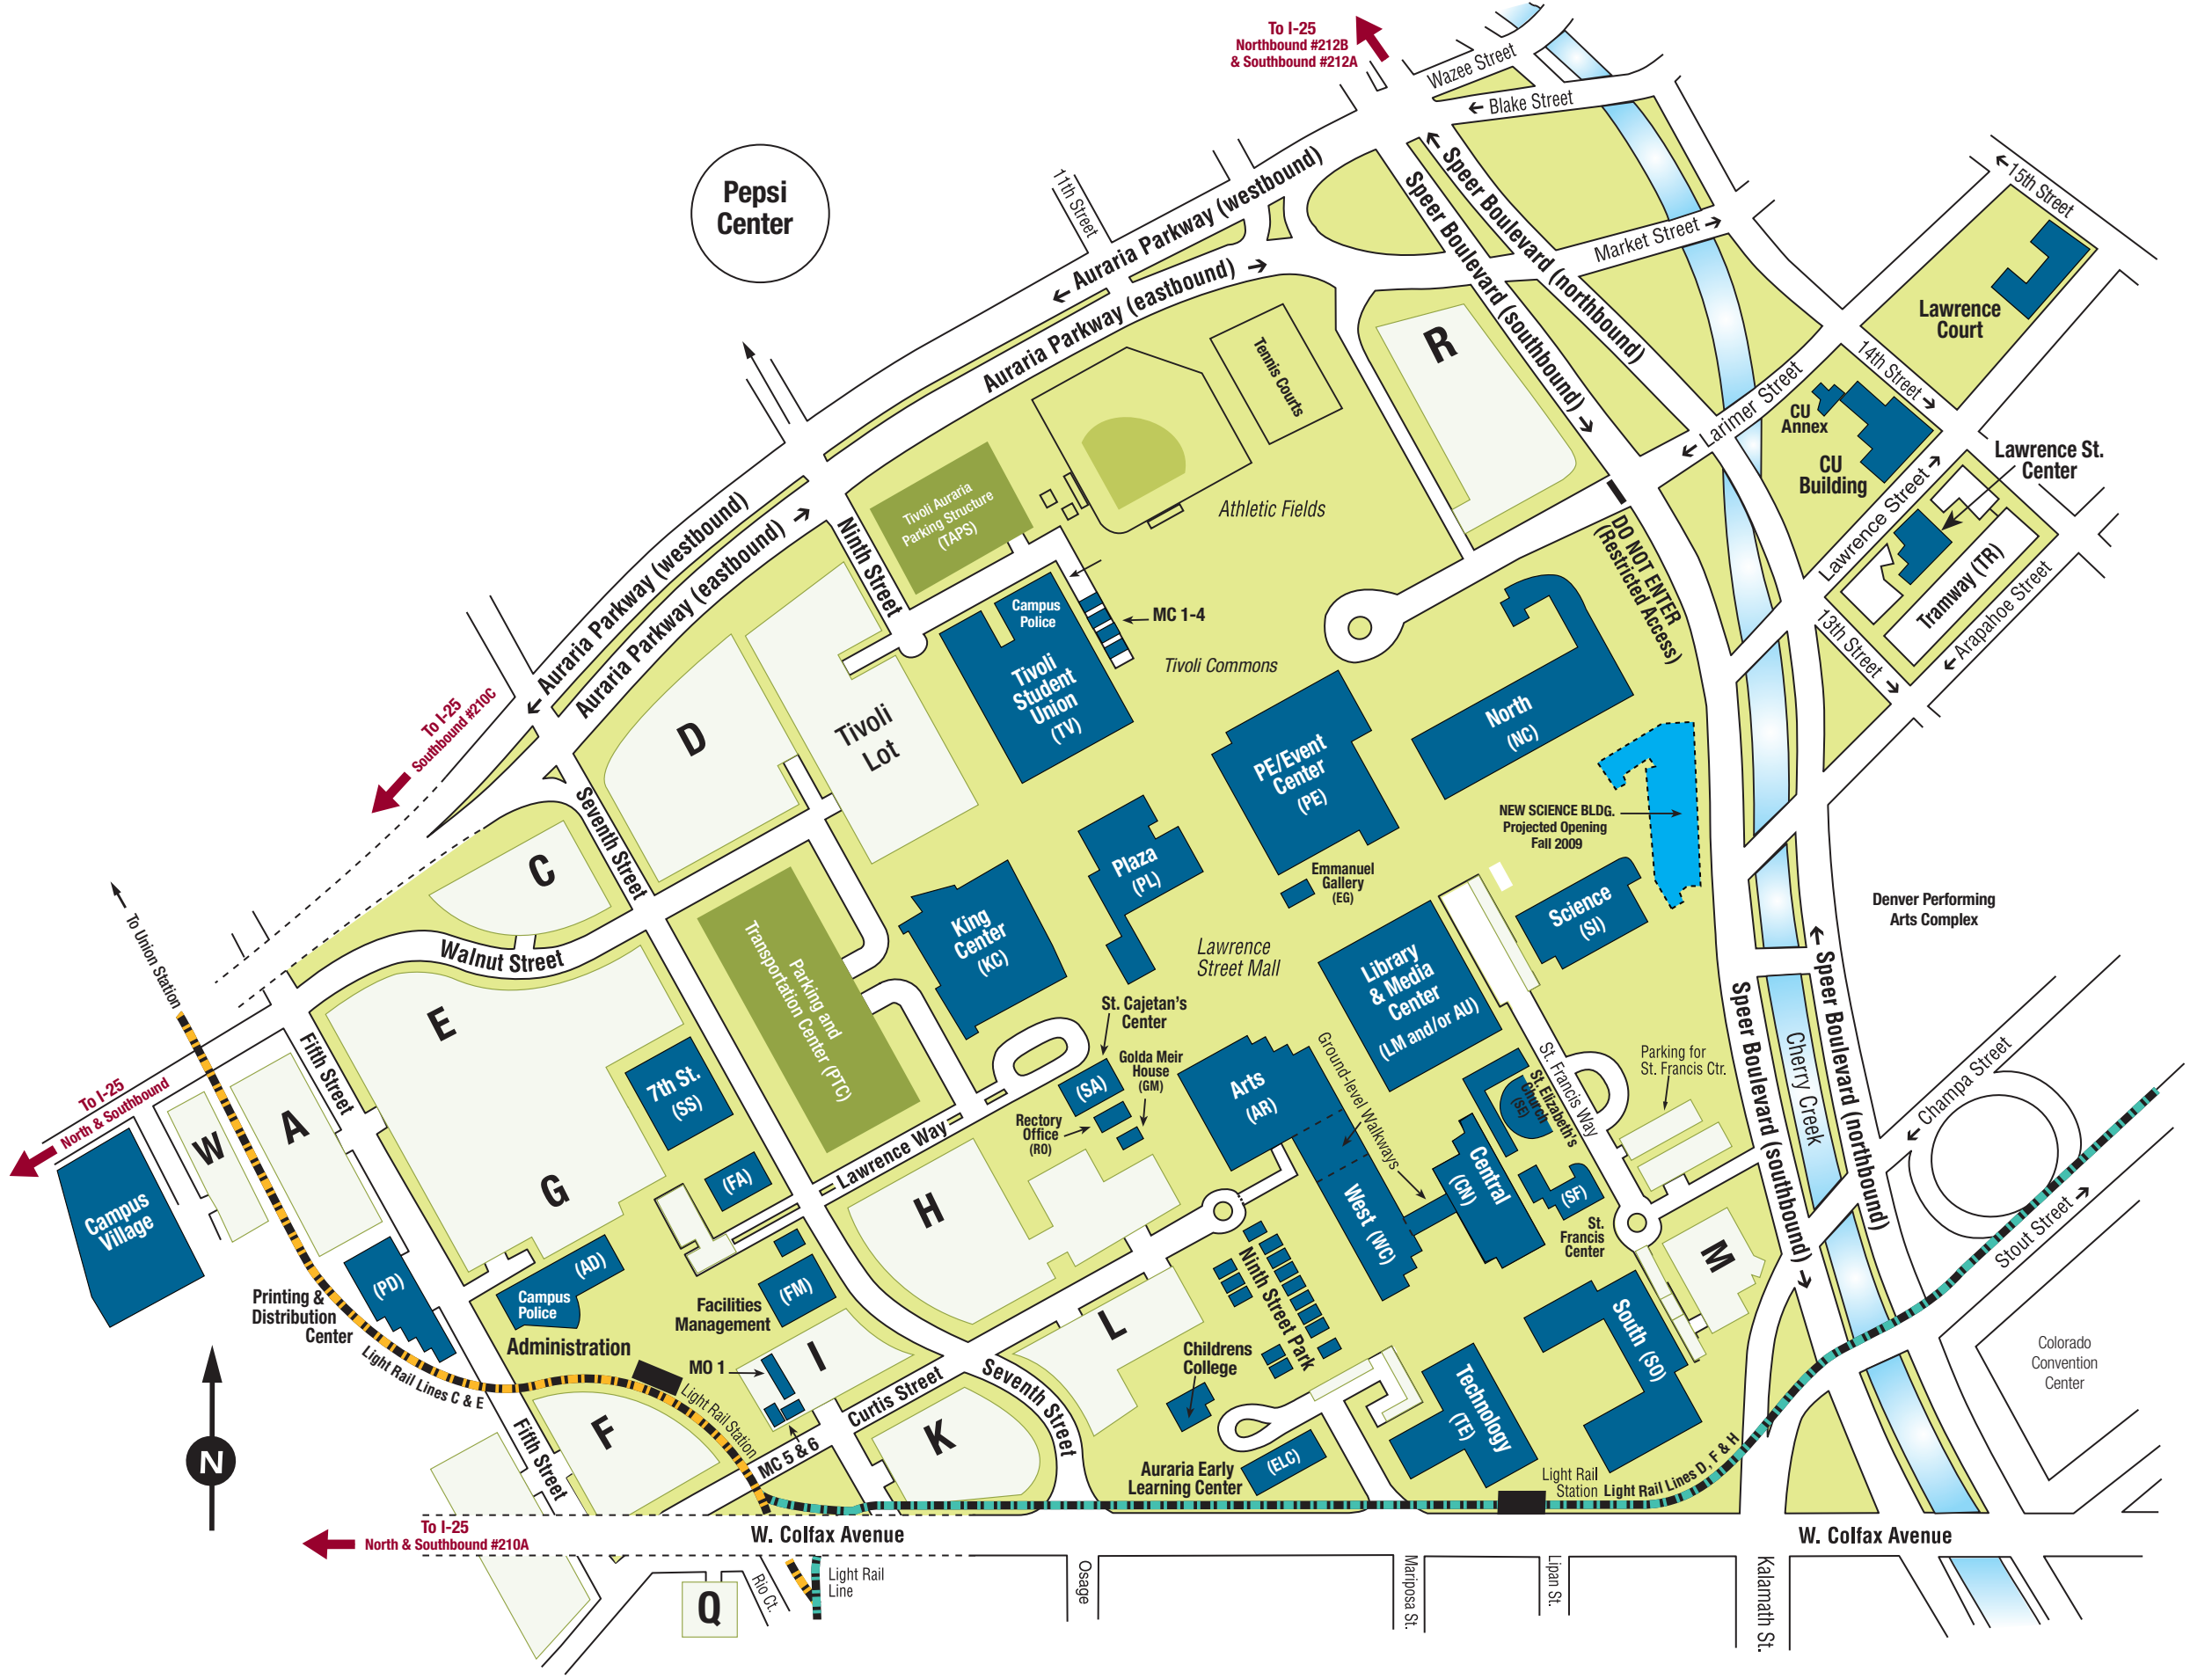 To I-25
Northbound #212B
& Southbound #212A
Wazee Street
Blake Street
Pepsi
Center
11th Street
Auraria Parkway (westbound)
Auraria Parkway (eastbound)
Speer Boulevard (northbound)
Speer Boulevard (southbound)
Market Street
15th Street
Lawrence
Court
14th Street
Larimer Street
CU
Annex
CU
Building
Lawrence St.
Center
Lawrence Street
Tramway (TR)
Arapahoe Street
13th Street
R
Tennis Courts
Athletic Fields
Tivoli Auraria
Parking Structure
(TAPS)
Ninth Street
DO NOT ENTER
(Restricted Access)
Auraria Parkway (westbound)
Auraria Parkway (eastbound)
To I-25
Southbound #210C
Campus
Police
MC 1-4
Tivoli
Student
Union
(TV)
Tivoli Commons
D
Tivoli
Lot
North
(NC)
PE/Event
Center
(PE)
NEW SCIENCE BLDG.
Projected Opening
Fall 2009
Seventh Street
C
Plaza
(PL)
Emmanuel
Gallery
(EG)
Science
(SI)
Denver Performing
Arts Complex
To Union Station
Walnut Street
Parking and
Transportation Center (PTC)
King
Center
(KC)
Lawrence
Street Mall
Library
& Media
Center
(LM and/or AU)
Speer Boulevard (southbound)
Cherry Creek
Speer Boulevard (northbound)
Champa Street
Stout Street
E
Fifth Street
St. Cajetan's
Center
(SA)
Golda Meir
House
(GM)
Rectory
Office
(RO)
Arts
(AR)
Ground-level Walkways
St. Francis Way
St. Elizabeth's
Church
(SE)
Parking for
St. Francis Ctr.
To I-25
North & Southbound
W
A
7th St.
(SS)
(FA)
Lawrence Way
Campus
Village
G
H
West (WC)
Central
(CN)
(SF)
St.
Francis
Center
M
(PD)
Printing &
Distribution
Center
(AD)
Campus
Police
Administration
Facilities
Management
(FM)
MO 1
I
L
Ninth Street Park
Childrens
College
South (SO)
Technology
(TE)
Colorado
Convention
Center
Light Rail Lines C & E
Light Rail Station
Curtis Street
Seventh Street
F
Fifth Street
MC 5 & 6
K
Auraria Early
Learning Center
(ELC)
Light Rail
Station
Light Rail Lines D, F & H
N
To I-25
North & Southbound #210A
W. Colfax Avenue
W. Colfax Avenue
Q
Rio Ct.
Light Rail
Line
Osage
Mariposa St.
Lipan St.
Kalamath St.